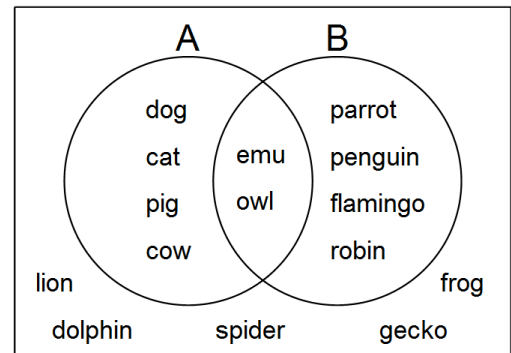 A B
dog parrot
cat emu penguin
pig owl flamingo
cow robin
lion frog
dolphin spider gecko